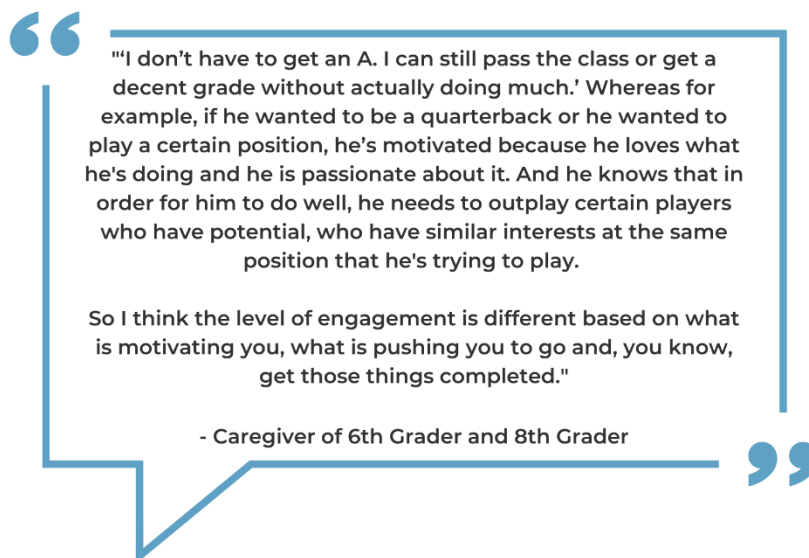 "‘I don’t have to get an A. I can still pass the class or get a
decent grade without actually doing much.’ Whereas for
example, if he wanted to be a quarterback or he wanted to
play a certain position, he’s motivated because he loves what
he's doing and he is passionate about it. And he knows that in
order for him to do well, he needs to outplay certain players
who have potential, who have similar interests at the same
position that he's trying to play.
So I think the level of engagement is different based on what
is motivating you, what is pushing you to go and, you know,
get those things completed."
- Caregiver of 6th Grader and 8th Grader